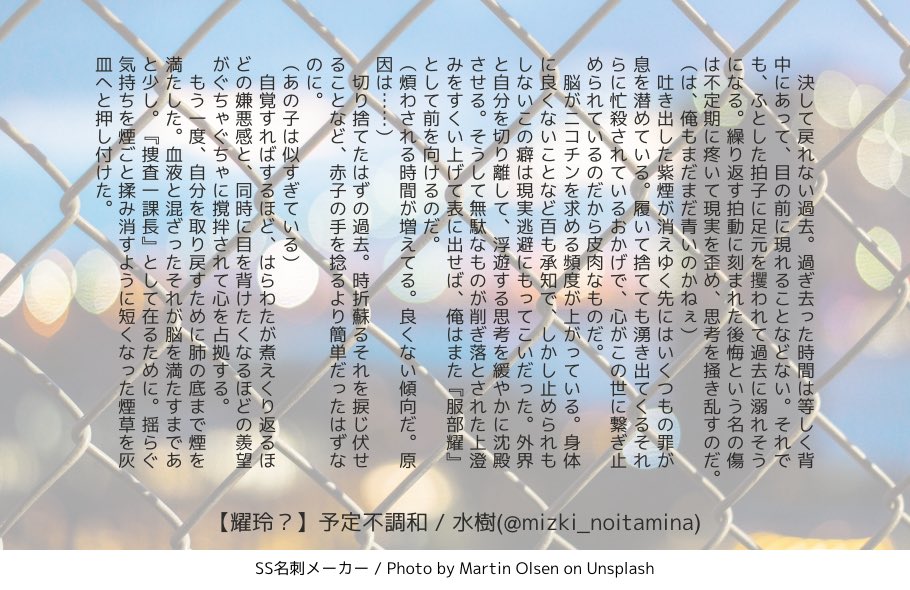 決して戻れない過去。過ぎ去った時間は等しく背
中にあって、目の前に現れることなどない。それで
も、ふとした拍子に足元を攫われて過去に溺れそう
になる。繰り返す拍動に刻まれた後悔という名の傷
は不定期に疼いて現実を歪め、思考を掻き乱すのだ。
（は、俺もまだまだ青いのかねぇ）
　吐き出した紫煙が消えゆく先にはいくつもの罪が
息を潜めている。履いて捨てても湧き出てくるそれ
らに忙殺されているおかげで、心がこの世に繋ぎ止
められているのだから皮肉なものだ。
　脳がニコチンを求める頻度が上がっている。身体
に良くないことなど百も承知で、しかし止められも
しないこの癖は現実逃避にもってこいだった。外界
と自分を切り離して、浮遊する思考を緩やかに沈殿
させる。そうして無駄なものが削ぎ落とされた上澄
みをすくい上げて表に出せば、俺はまた『服部耀』
として前を向けるのだ。
（煩わされる時間が増えてる。良くない傾向だ。原
因は……）
　切り捨てたはずの過去。時折蘇るそれを捩じ伏せ
ることなど、赤子の手を捻るより簡単だったはずな
のに。
（あの子は似すぎている）
　自覚すればするほど、はらわたが煮えくり返るほ
どの嫌悪感と、同時に目を背けたくなるほどの羨望
がぐちゃぐちゃに撹拌されて心を占拠する。
　もう一度、自分を取り戻すために肺の底まで煙を
満たした。血液と混ざったそれが脳を満たすまであ
と少し。『捜査一課長』として在るために。揺らぐ
気持ちを煙ごと揉み消すように短くなった煙草を灰
皿へと押し付けた。
【耀玲？】予定不調和 / 水樹(@mizki_noitamina)
SS名刺メーカー / Photo by Martin Olsen on Unsplash